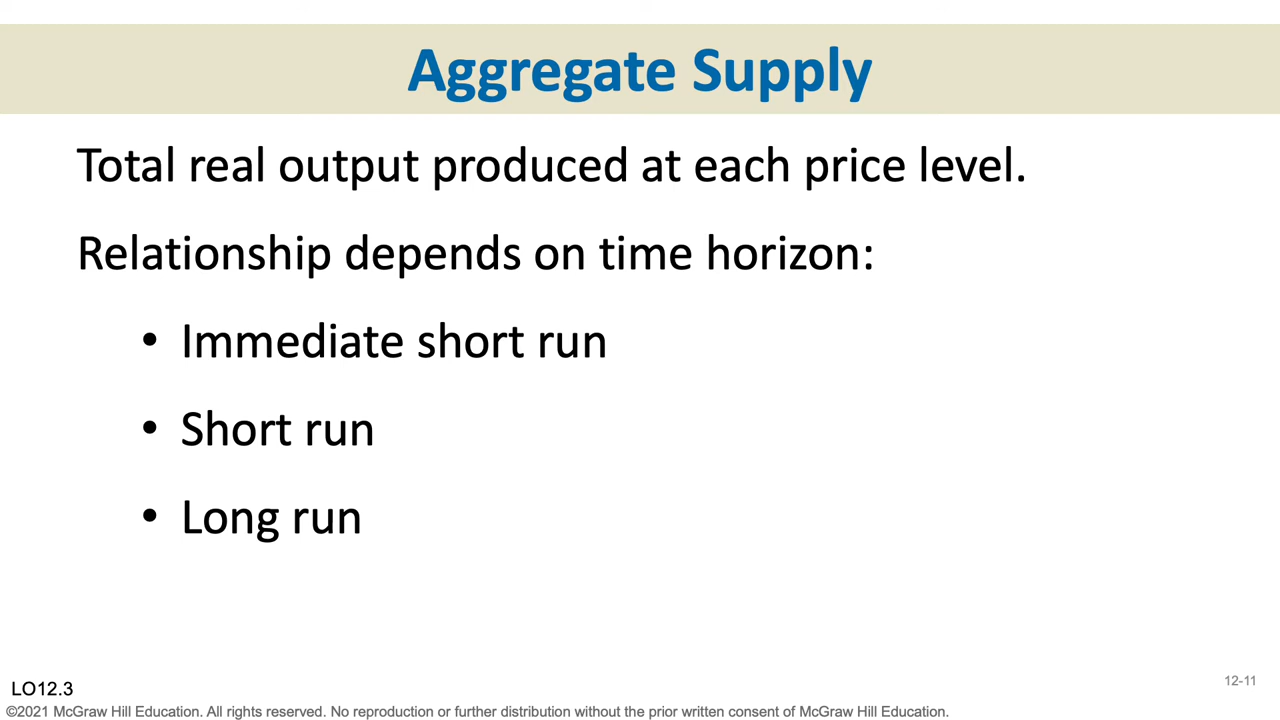 Aggregate Supply
Total real output produced at each price level.
Relationship depends on time horizon:
• Immediate short run
• Short run
• Long run
12-11
LO12.3
©2021 McGraw Hill Education. All rights reserved. No reproduction or further distribution without the prior written consent of McGraw Hill Education.